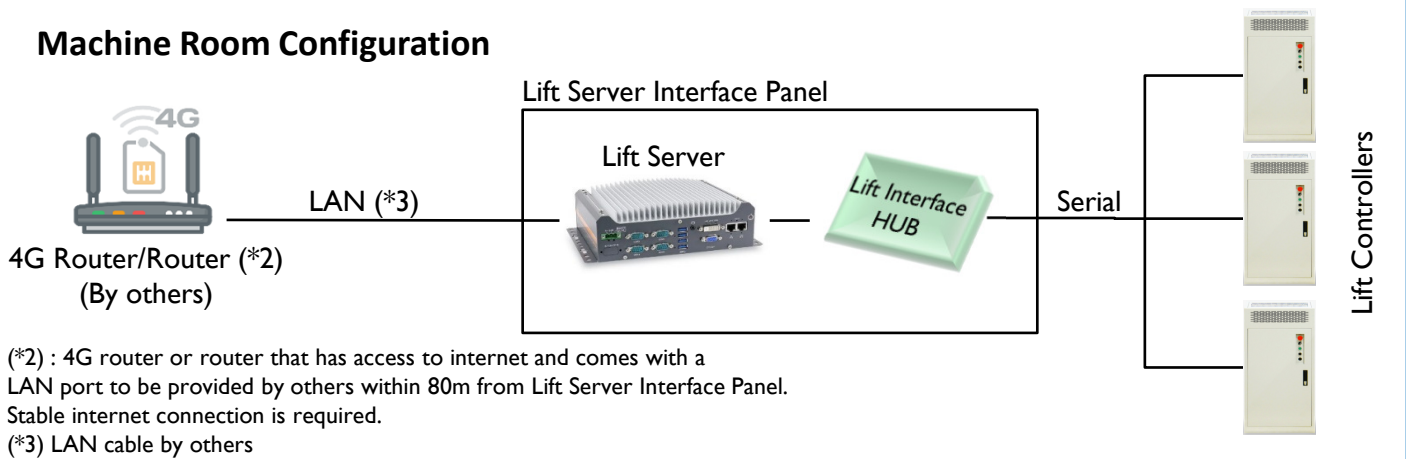 Machine Room Configuration
4G
Lift Server Interface Panel
Lift Server
Lift Interface
HUB
LAN (*3)
Serial
Lift Controllers
4G Router/Router (*2)
(By others)
(*2) : 4G router or router that has access to internet and comes with a
LAN port to be provided by others within 80m from Lift Server Interface Panel.
Stable internet connection is required.
(*3) LAN cable by others